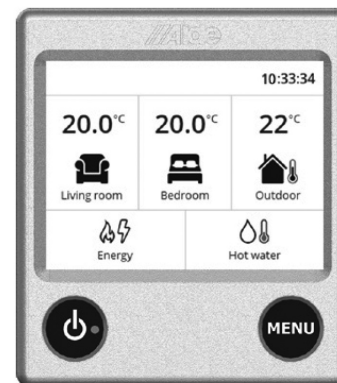 Alde
10:33:34
20.0°C 20.0°C 22°C
Living room Bedroom Outdoor
Energy Hot water
MENU